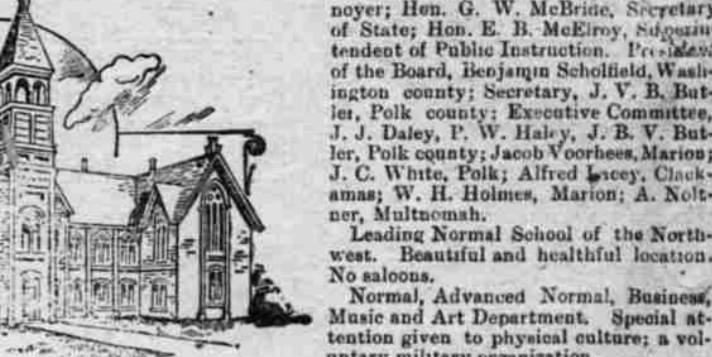 noyer; Hon. G. W. McBride, Secretary
of State; Hon. E. B. McElroy, Superin
tendent of Public Instruction. President
of the Board, Benjamin Scholfield, Wash-
ington county; Secretary, J. V. B. But-
ler, Polk county; Executive Committee,
J. J. Daley, P. W. Haley, J. B. V. But-
ler, Polk county; Jacob Voorhees, Marion;
J. C. White, Polk; Alfred Lacey, Clack-
amas; W. H. Holmes, Marion; A. Nolt-
ner, Multnomah.
Leading Normal School of the North-
west. Beautiful and healthful location.
No saloons.
Normal, Advanced Normal, Business,
Music and Art Department. Special at-
tention given to physical culture; a vol-
untary military organization